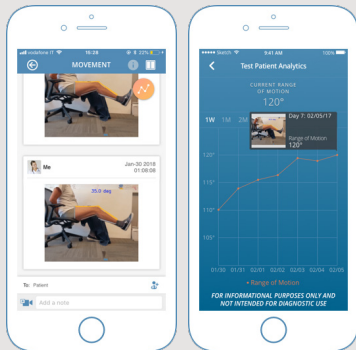 vodafone IT
15:28
22%
MOVEMENT
Me
Jan-30 2018
01:08:08
35.0 deg
To: Patient
Add a note
Sketch
9:41 AM
100%
Test Patient Analytics
CURRENT RANGE
OF MOTION
120°
1W 1M 2M
Day 7: 02/05/17
Range of Motion
120°
120°
115°
110°
105°
01/30 01/31 02/01 02/02 02/03 02/04 02/05
• Range of Motion
FOR INFORMATIONAL PURPOSES ONLY AND
NOT INTENDED FOR DIAGNOSTIC USE